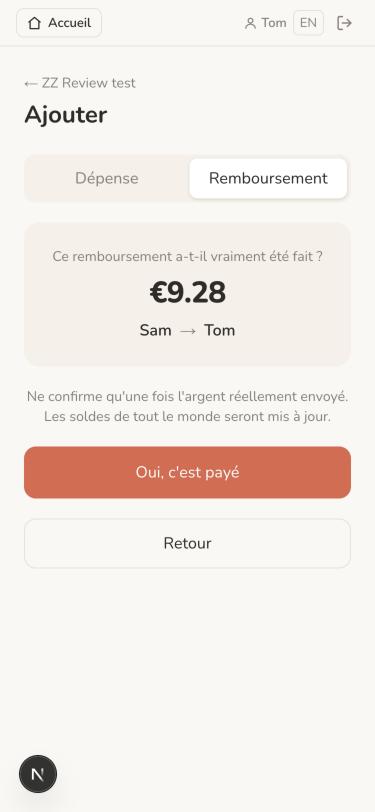 Accueil
Tom
EN
← ZZ Review test
Ajouter
Dépense
Remboursement
Ce remboursement a-t-il vraiment été fait ?
€9.28
Sam → Tom
Ne confirme qu'une fois l'argent réellement envoyé.
Les soldes de tout le monde seront mis à jour.
Oui, c'est payé
Retour
N